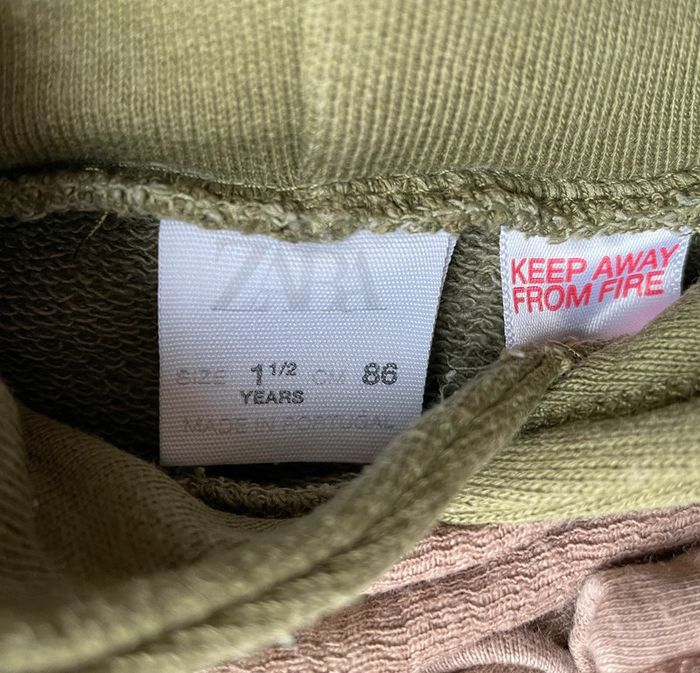 ZARA
SIZE 1 1/2 CM 86
YEARS
MADE IN PORTUGAL
KEEP AWAY
FROM FIRE